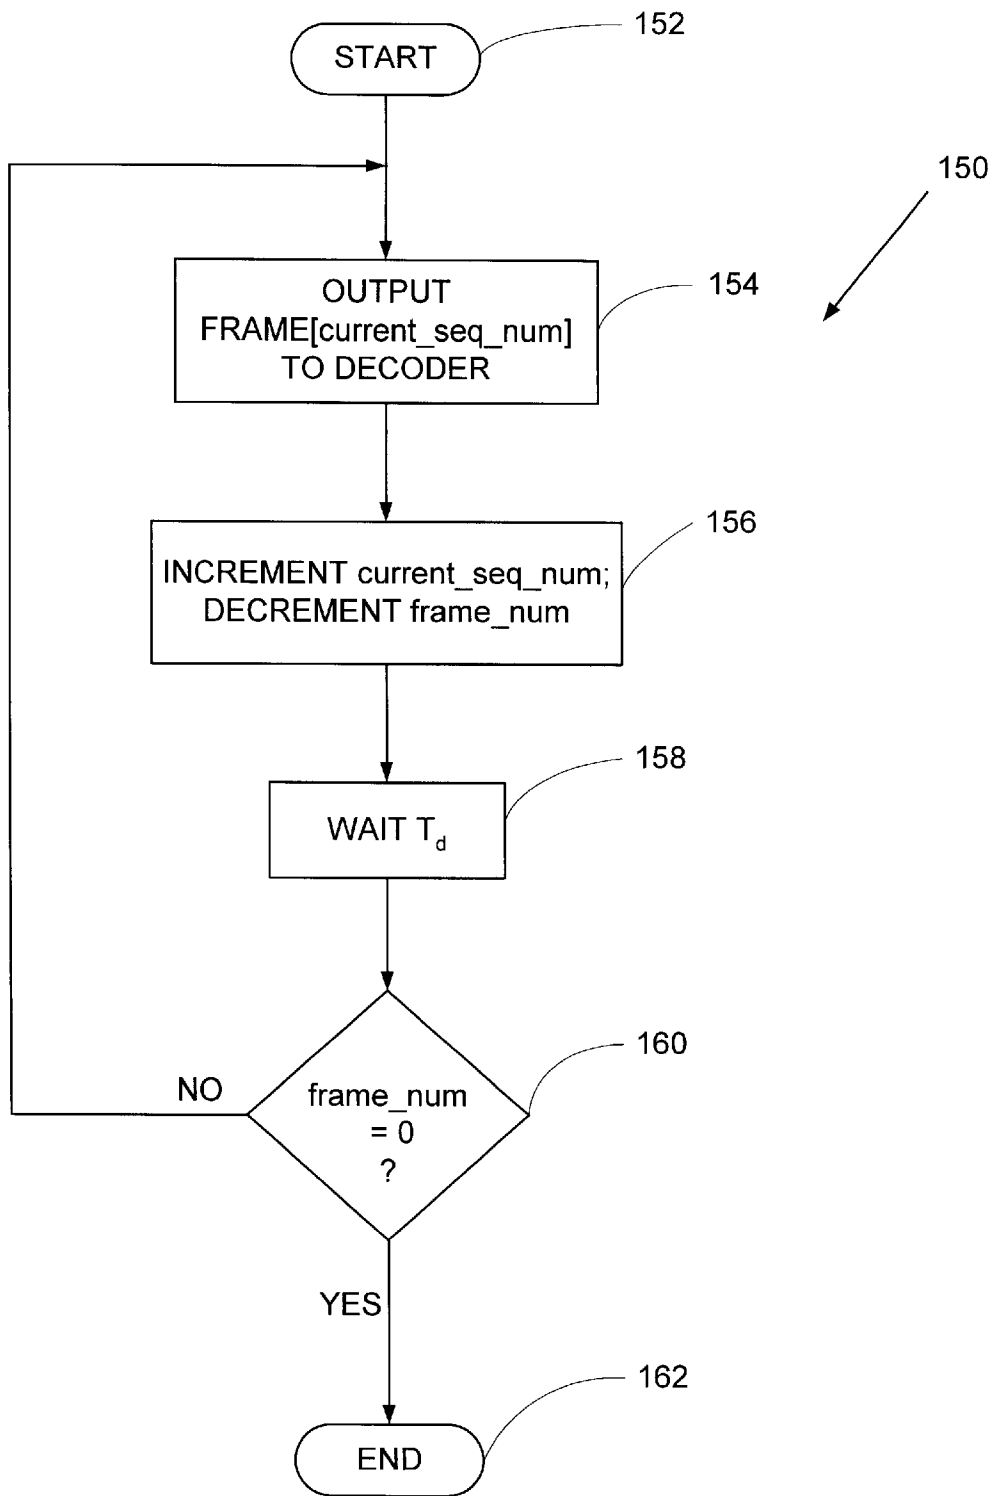 START
152
150
OUTPUT
FRAME[current_seq_num]
TO DECODER
154
INCREMENT current_seq_num;
DECREMENT frame_num
156
WAIT Td
158
frame_num
= 0
?
160
NO
YES
END
162